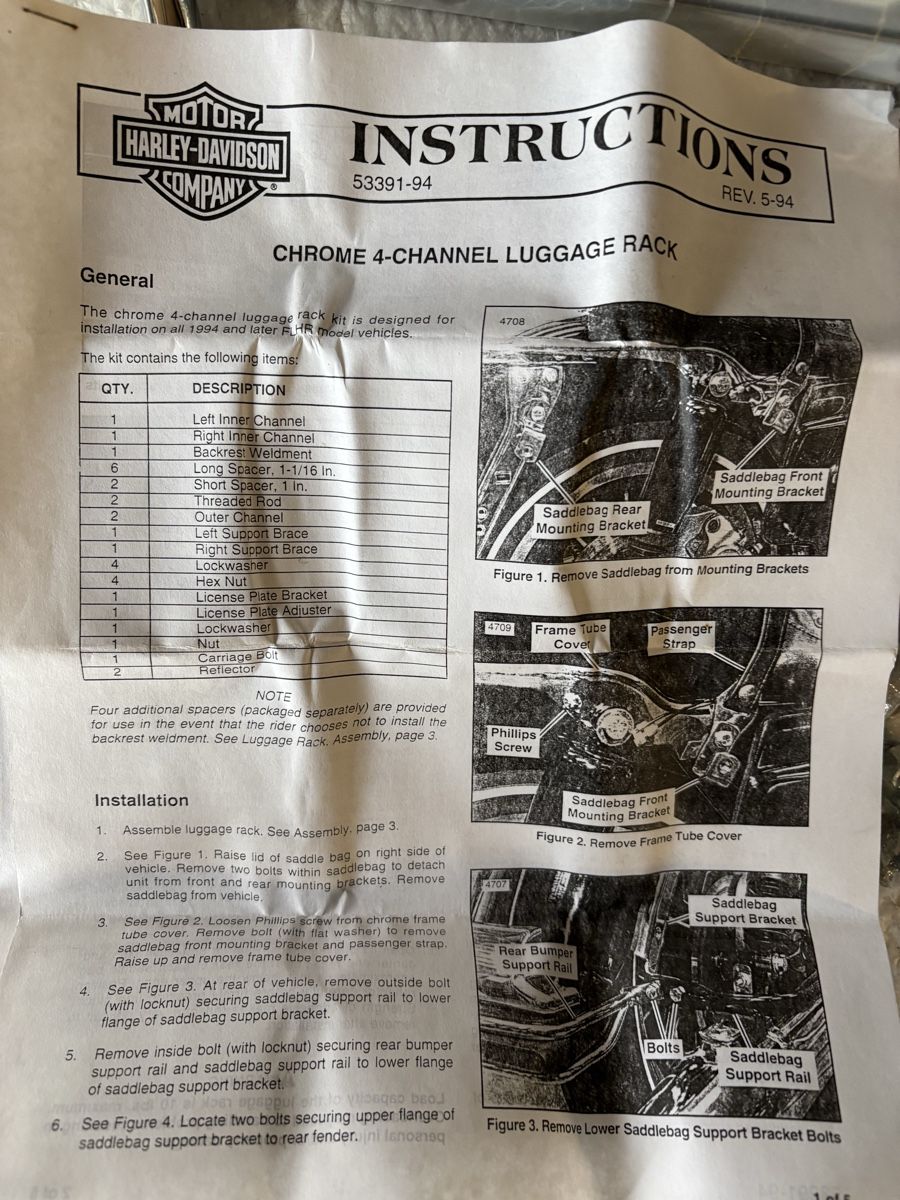 MOTOR
HARLEY-DAVIDSON
COMPANY
®
INSTRUCTIONS
53391-94
REV. 5-94
CHROME 4-CHANNEL LUGGAGE RACK
General
The chrome 4-channel luggage rack kit is designed for
installation on all 1994 and later FLHR model vehicles.
The kit contains the following items:
QTY. DESCRIPTION
1 Left Inner Channel
1 Right Inner Channel
1 Backrest Weldment
6 Long Spacer, 1-1/16 In.
2 Short Spacer, 1 In.
2 Threaded Rod
2 Outer Channel
1 Left Support Brace
1 Right Support Brace
4 Lockwasher
4 Hex Nut
1 License Plate Bracket
1 License Plate Adjuster
1 Lockwasher
1 Nut
1 Carriage Bolt
2 Reflector
NOTE
Four additional spacers (packaged separately) are provided
for use in the event that the rider chooses not to install the
backrest weldment. See Luggage Rack, Assembly, page 3.
Installation
1. Assemble luggage rack. See Assembly, page 3.
2. See Figure 1. Raise lid of saddle bag on right side of
vehicle. Remove two bolts within saddlebag to detach
unit from front and rear mounting brackets. Remove
saddlebag from vehicle.
3. See Figure 2. Loosen Phillips screw from chrome frame
tube cover. Remove bolt (with flat washer) to remove
saddlebag front mounting bracket and passenger strap.
Raise up and remove frame tube cover.
4. See Figure 3. At rear of vehicle, remove outside bolt
(with locknut) securing saddlebag support rail to lower
flange of saddlebag support bracket.
5. Remove inside bolt (with locknut) securing rear bumper
support rail and saddlebag support rail to lower flange
of saddlebag support bracket.
6. See Figure 4. Locate two bolts securing upper flange of
saddlebag support bracket to rear fender.
4708
Saddlebag Front
Mounting Bracket
Saddlebag Rear
Mounting Bracket
Figure 1. Remove Saddlebag from Mounting Brackets
4709
Frame Tube
Cover
Passenger
Strap
Phillips
Screw
Saddlebag Front
Mounting Bracket
Figure 2. Remove Frame Tube Cover
4707
Saddlebag
Support Bracket
Rear Bumper
Support Rail
Bolts
Saddlebag
Support Rail
Figure 3. Remove Lower Saddlebag Support Bracket Bolts